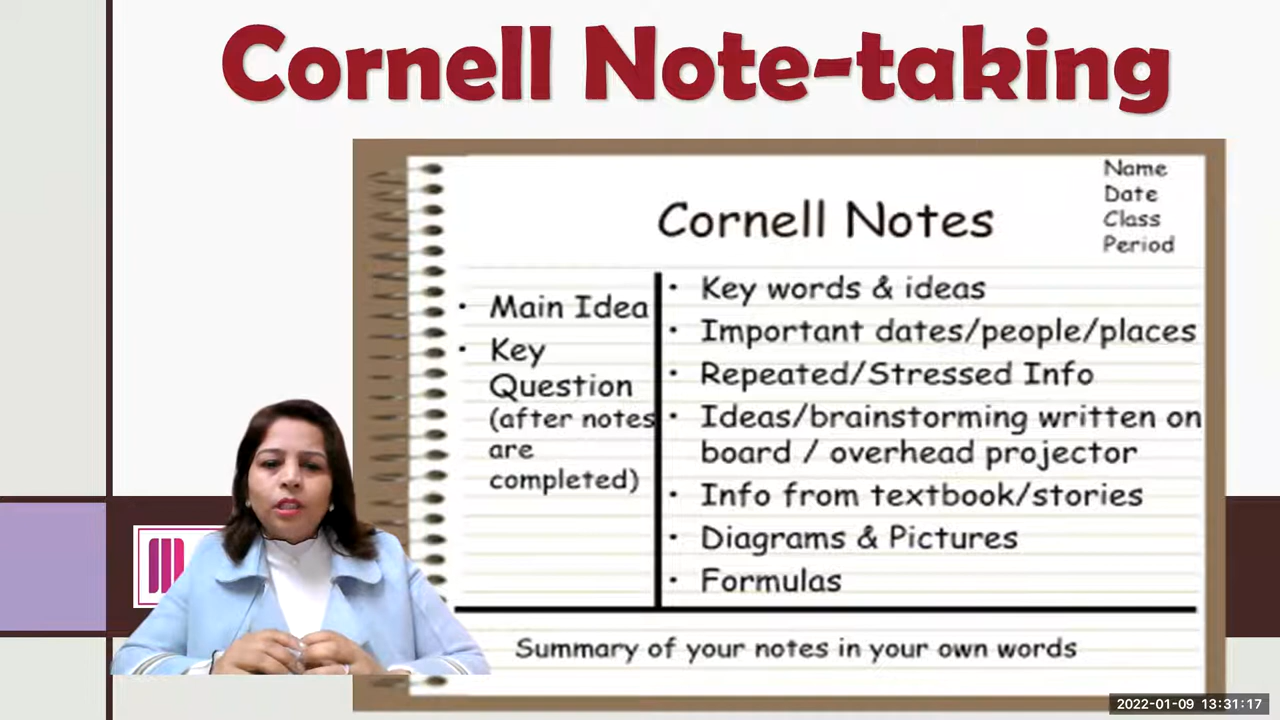 Cornell Note-taking
Name
Date
Class
Period
Cornell Notes
• Main Idea
• Key
Question
(after notes
are
completed)
• Key words & ideas
• Important dates/people/places
• Repeated/Stressed Info
• Ideas/brainstorming written on
board / overhead projector
• Info from textbook/stories
• Diagrams & Pictures
• Formulas
Summary of your notes in your own words
2022-01-09 13:31:17